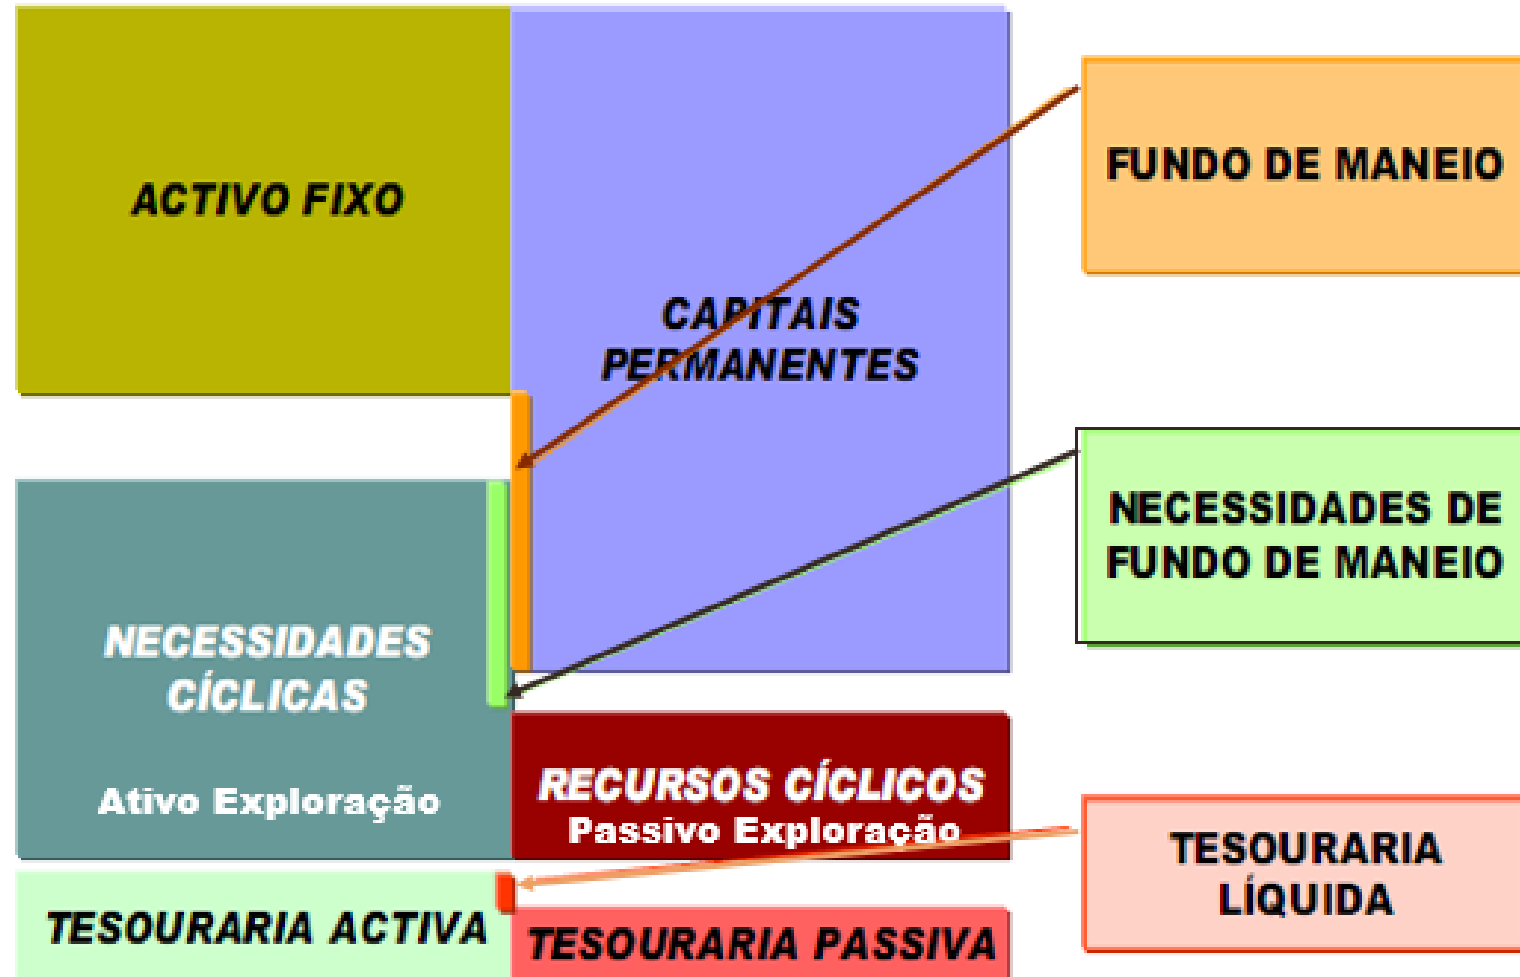 ACTIVO FIXO
CAPITAIS
PERMANENTES
NECESSIDADES
CÍCLICAS
Ativo Exploração
RECURSOS CÍCLICOS
Passivo Exploração
TESOURARIA ACTIVA
TESOURARIA PASSIVA
FUNDO DE MANEIO
NECESSIDADES DE
FUNDO DE MANEIO
TESOURARIA
LÍQUIDA